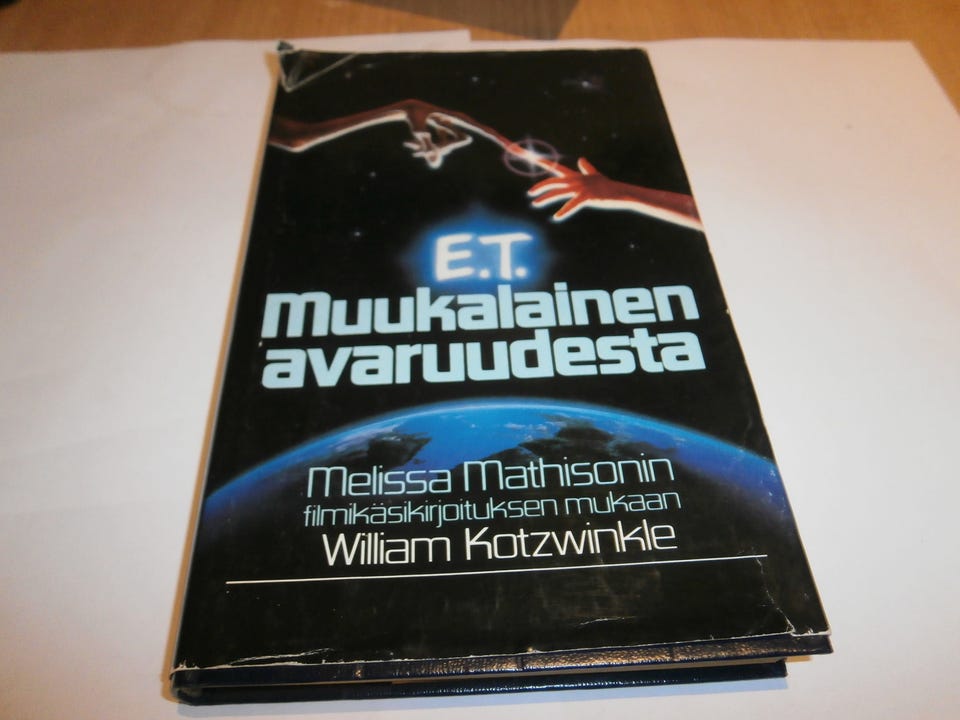 E.T.
Muukalainen
avaruudesta
Melissa Mathisonin
filmikäsikirjoituksen mukaan
William Kotzwinkle